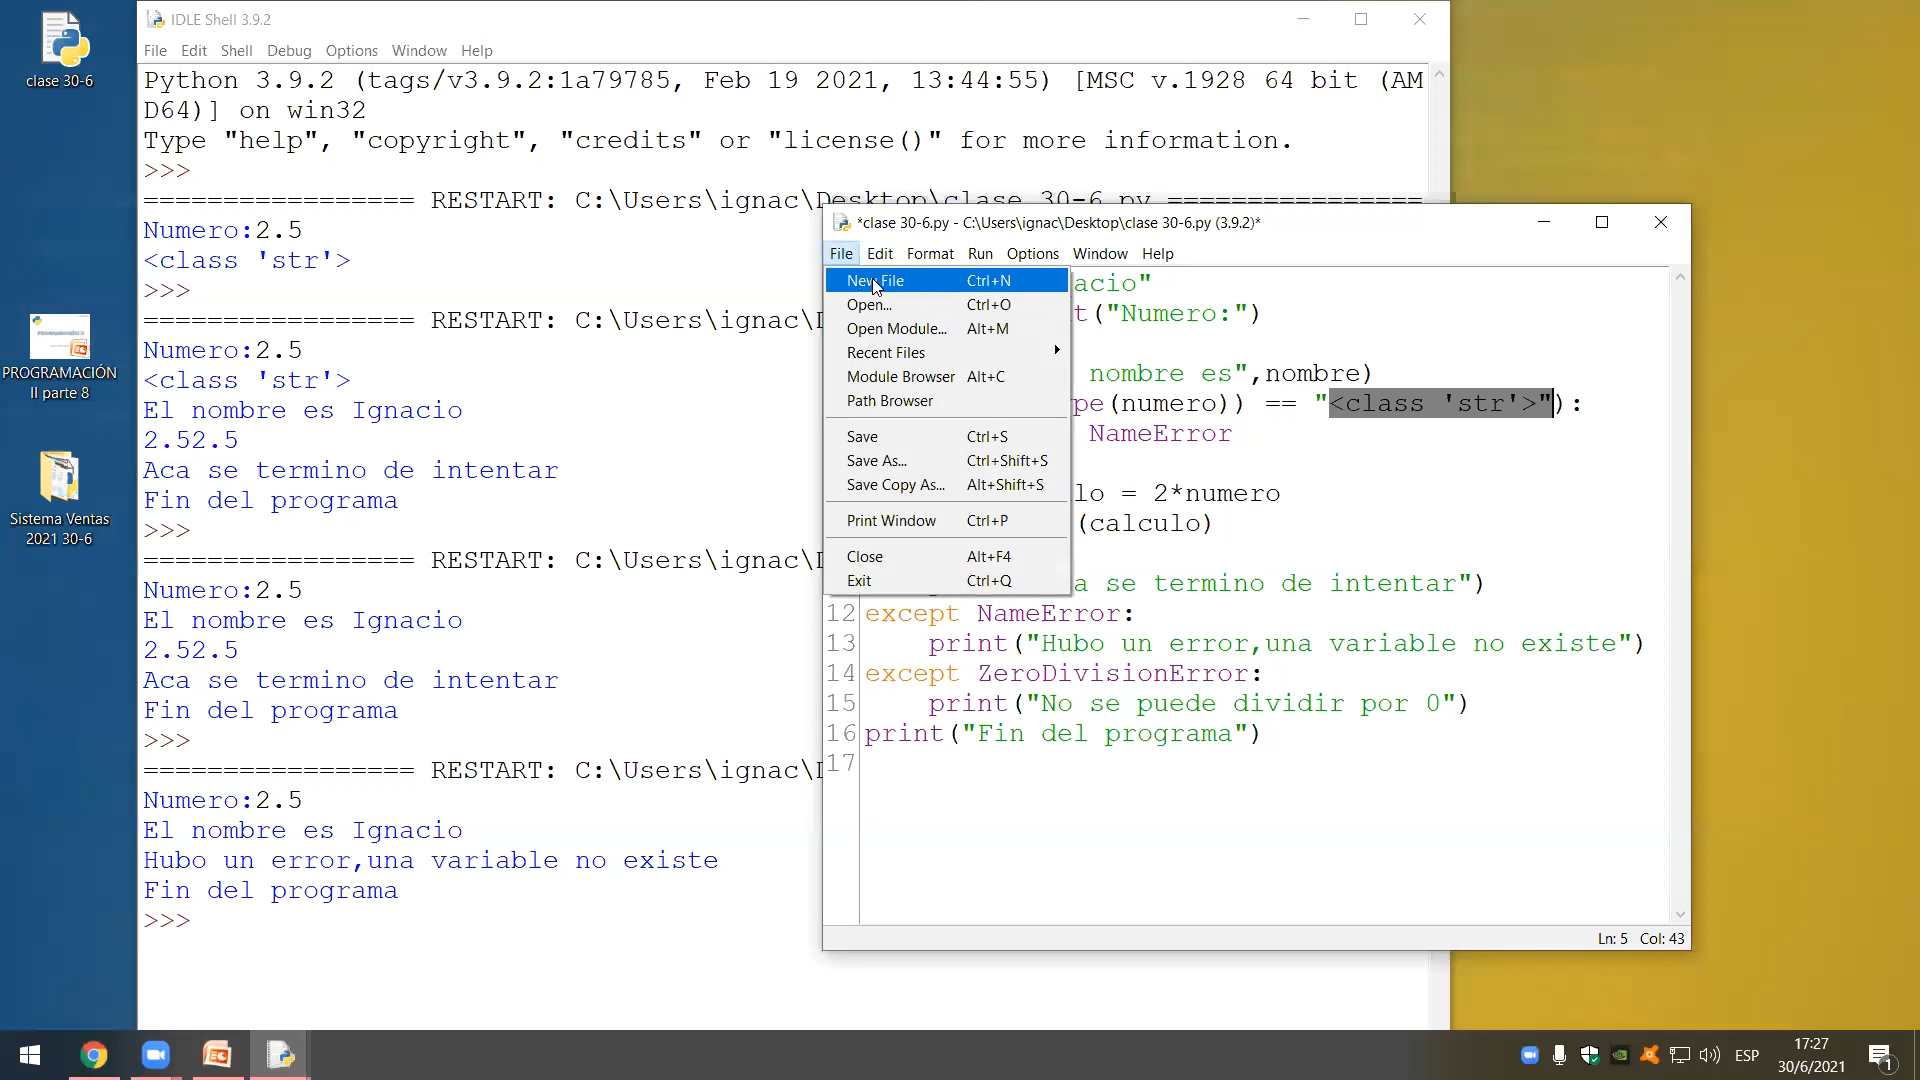 clase 30-6
PROGRAMACIÓN
II parte 8
Sistema Ventas
2021 30-6
IDLE Shell 3.9.2
File Edit Shell Debug Options Window Help
Python 3.9.2 (tags/v3.9.2:1a79785, Feb 19 2021, 13:44:55) [MSC v.1928 64 bit (AM
D64)] on win32
Type "help", "copyright", "credits" or "license()" for more information.
>>>
================= RESTART: C:\Users\ignac\Desktop\clase 30-6.py ================
Numero:2.5
<class 'str'>
>>>
================= RESTART: C:\Users\ignac\
Numero:2.5
<class 'str'>
El nombre es Ignacio
2.52.5
Aca se termino de intentar
Fin del programa
>>>
================= RESTART: C:\Users\ignac\
Numero:2.5
El nombre es Ignacio
2.52.5
Aca se termino de intentar
Fin del programa
>>>
================= RESTART: C:\Users\ignac\
Numero:2.5
El nombre es Ignacio
Hubo un error,una variable no existe
Fin del programa
>>>
*clase 30-6.py - C:\Users\ignac\Desktop\clase 30-6.py (3.9.2)*
File Edit Format Run Options Window Help
New File Ctrl+N
Open... Ctrl+O
Open Module... Alt+M
Recent Files
Module Browser Alt+C
Path Browser
Save Ctrl+S
Save As... Ctrl+Shift+S
Save Copy As... Alt+Shift+S
Print Window Ctrl+P
Close Alt+F4
Exit Ctrl+Q
acio"
t("Numero:")
nombre es",nombre)
pe(numero)) == "<class 'str'>"):
NameError
lo = 2*numero
(calculo)
a se termino de intentar")
12 except NameError:
13 print("Hubo un error,una variable no existe")
14 except ZeroDivisionError:
15 print("No se puede dividir por 0")
16 print("Fin del programa")
17
Ln: 5 Col: 43
ESP
17:27
30/6/2021
1